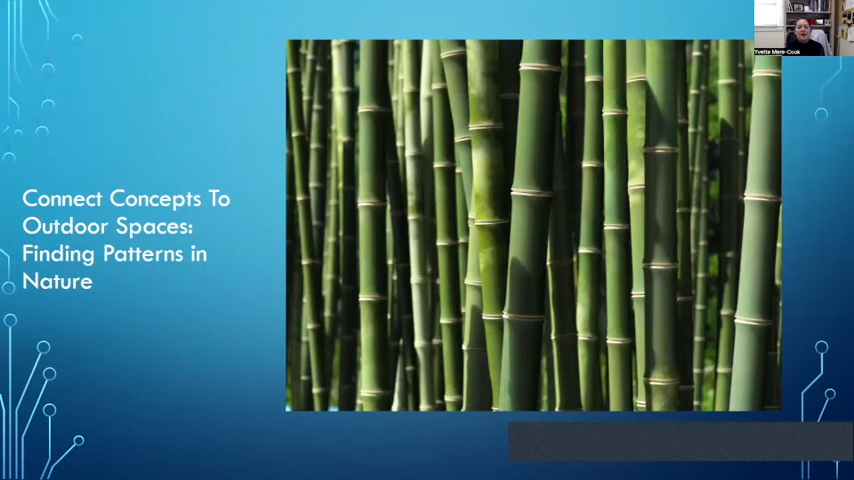 Connect Concepts To
Outdoor Spaces:
Finding Patterns in
Nature
Yvette Mere-Cook